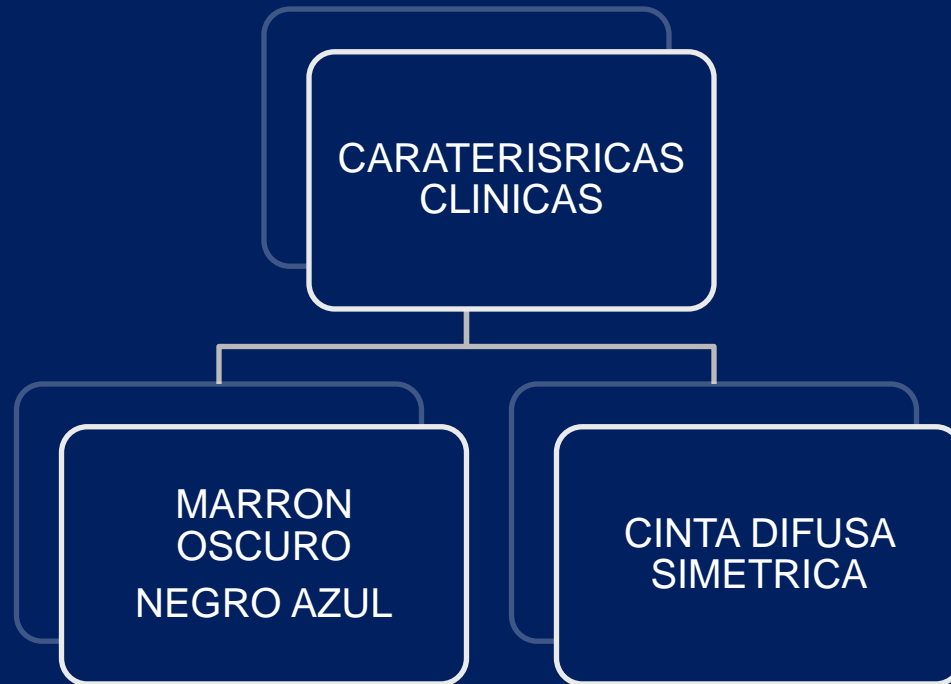 CARATERISRICAS
CLINICAS
MARRON
OSCURO
NEGRO AZUL
CINTA DIFUSA
SIMETRICA